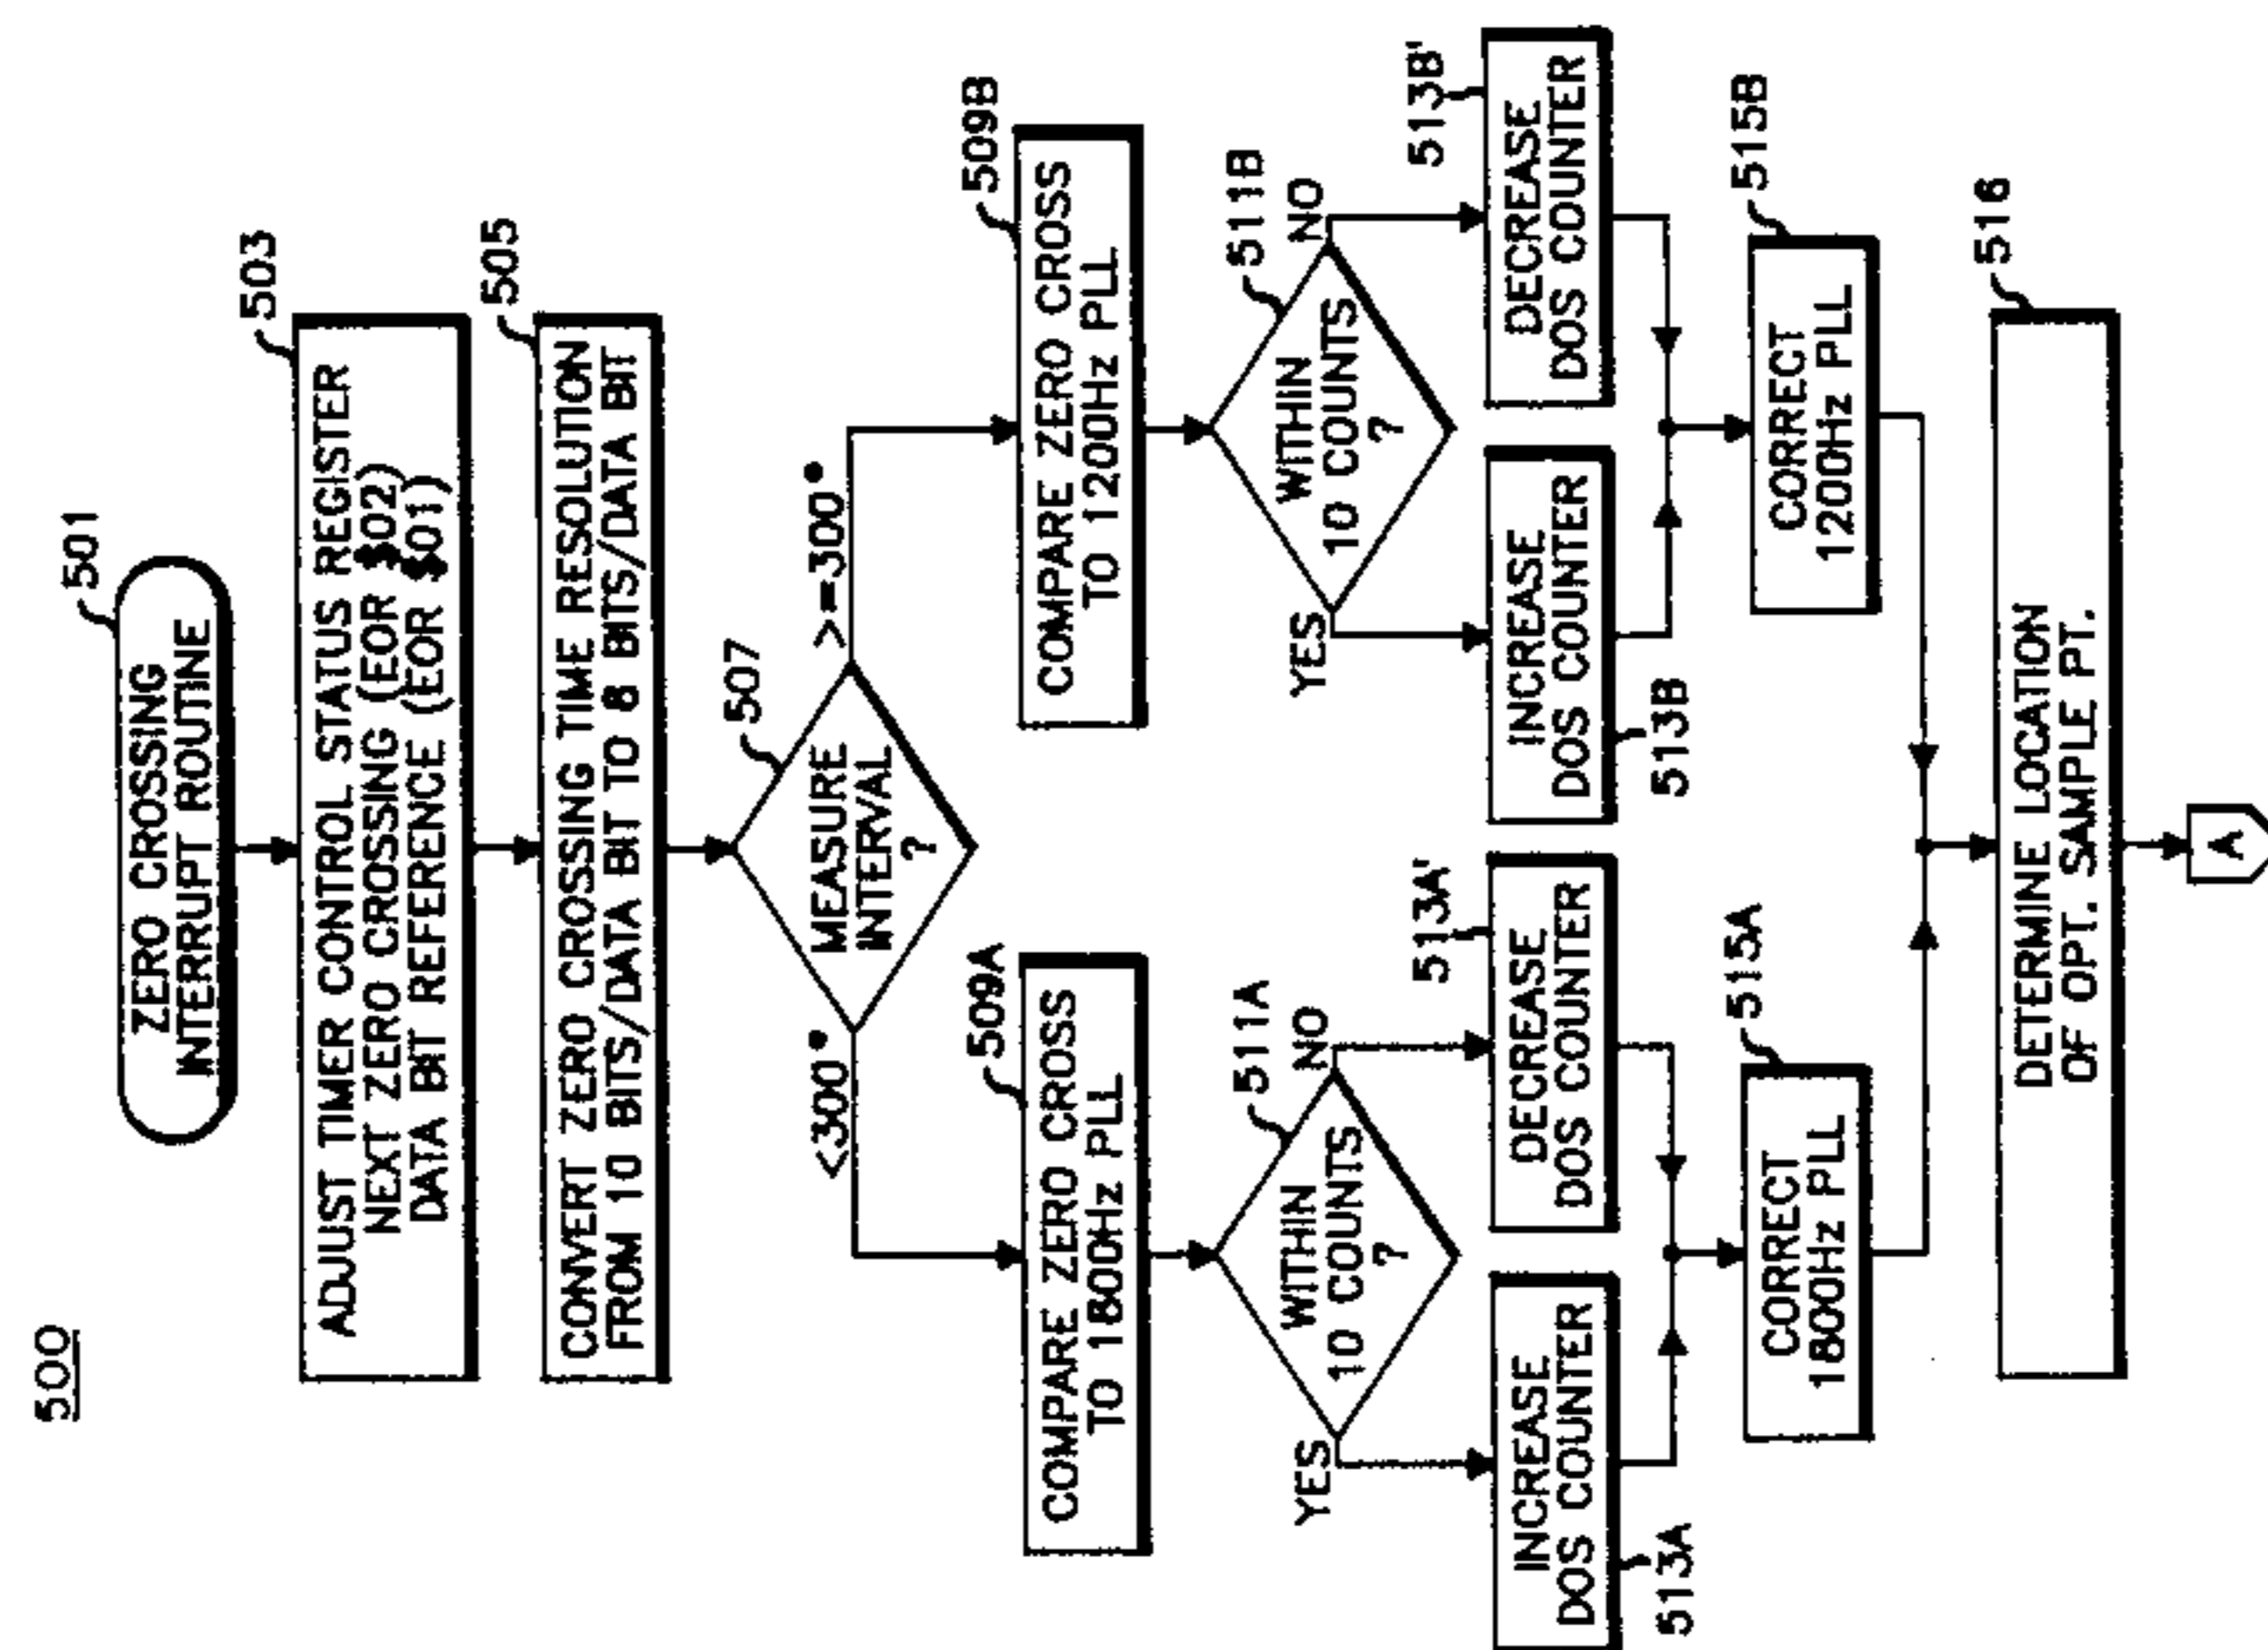 500
501
ZERO CROSSING
INTERRUPT ROUTINE
503
ADJUST TIMER CONTROL STATUS REGISTER
NEXT ZERO CROSSING (EOR $02)
DATA BIT REFERENCE (EOR $01)
505
CONVERT ZERO CROSSING TIME RESOLUTION
FROM 10 BITS/DATA BIT TO 8 BITS/DATA BIT
507
MEASURE
INTERVAL
?
<300°
>=300°
509A
COMPARE ZERO CROSS
TO 1800Hz PLL
509B
COMPARE ZERO CROSS
TO 1200Hz PLL
511A
WITHIN
10 COUNTS
?
YES
NO
511B
WITHIN
10 COUNTS
?
YES
NO
513A
INCREASE
DOS COUNTER
513A'
DECREASE
DOS COUNTER
513B
INCREASE
DOS COUNTER
513B'
DECREASE
DOS COUNTER
515A
CORRECT
1800Hz PLL
515B
CORRECT
1200Hz PLL
516
DETERMINE LOCATION
OF OPT. SAMPLE PT.
A